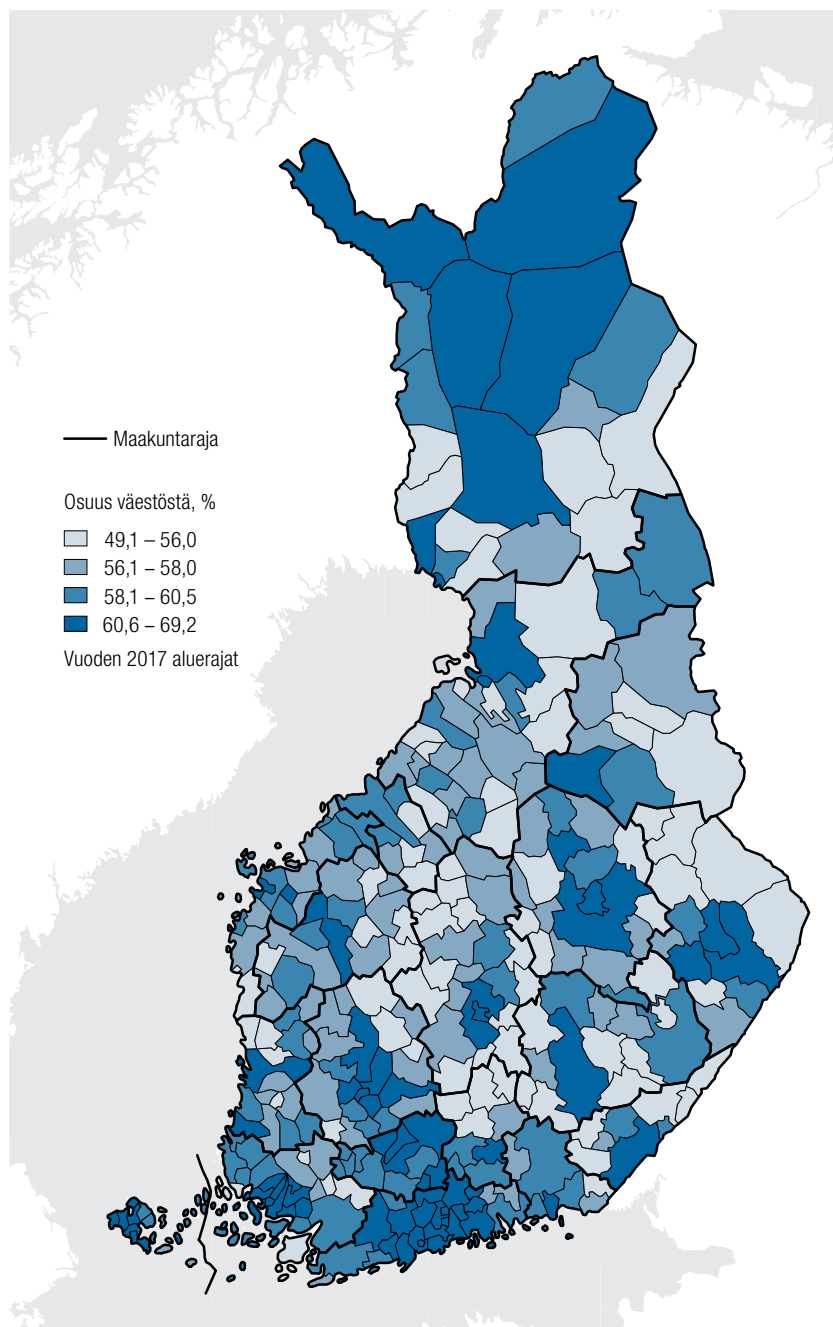 Maakuntaraja
Osuus väestöstä, %
49,1 – 56,0
56,1 – 58,0
58,1 – 60,5
60,6 – 69,2
Vuoden 2017 aluerajat